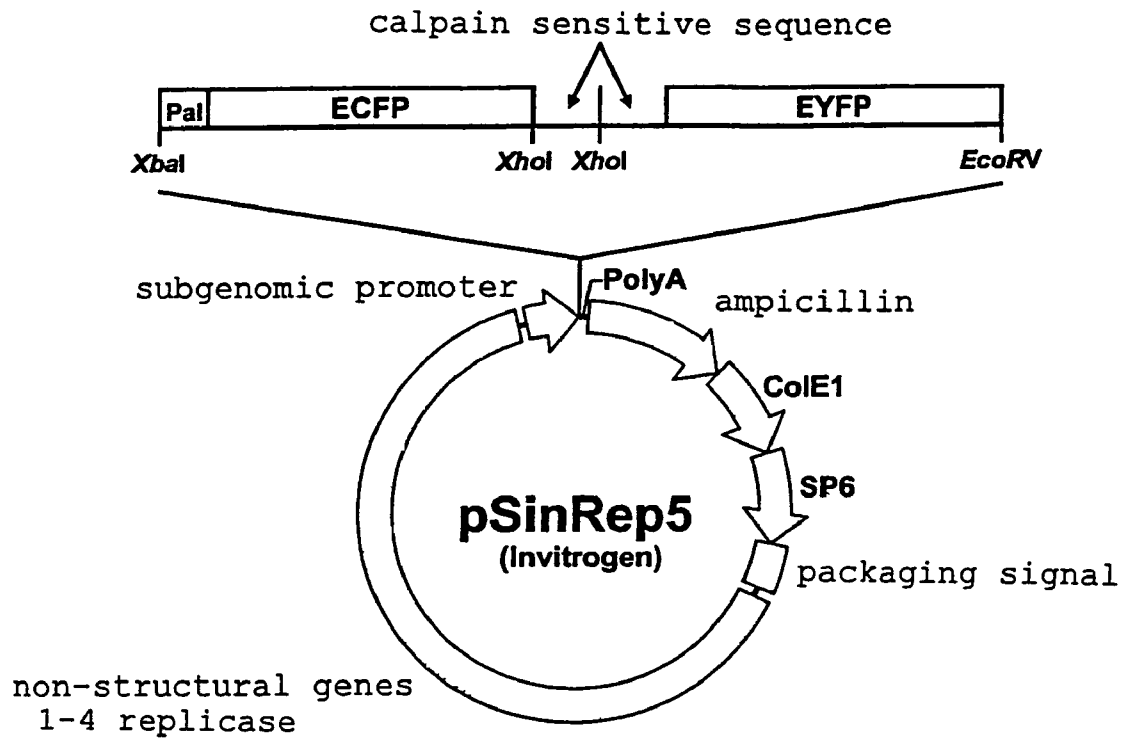 calpain sensitive sequence
Pal ECFP EYFP
XbaI XhoI XhoI EcoRV
subgenomic promoter
PolyA
ampicillin
ColE1
SP6
pSinRep5
(Invitrogen)
packaging signal
non-structural genes
1-4 replicase